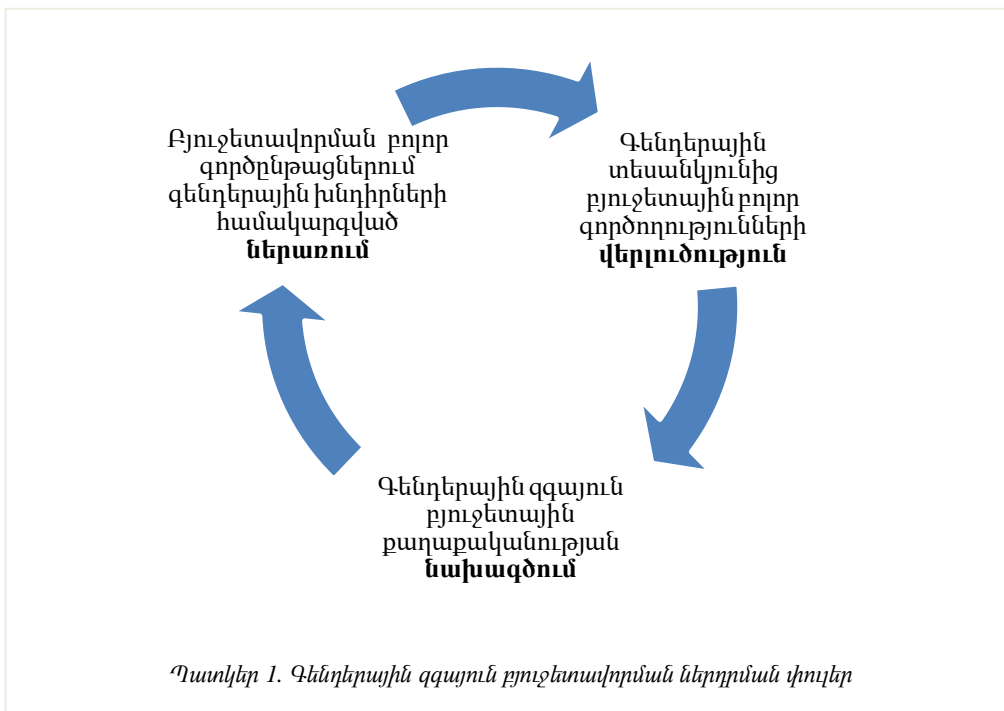 Բյուջետավորման բոլոր
գործընթացներում
գենդերային խնդիրների
համակարգված
ներառում
Գենդերային
տեսանկյունից
բյուջետային բոլոր
գործողությունների
վերլուծություն
Գենդերային զգայուն
բյուջետային
քաղաքականության
նախագծում
Պատկեր 1. Գենդերային զգայուն բյուջետավորման ներդրման փուլեր